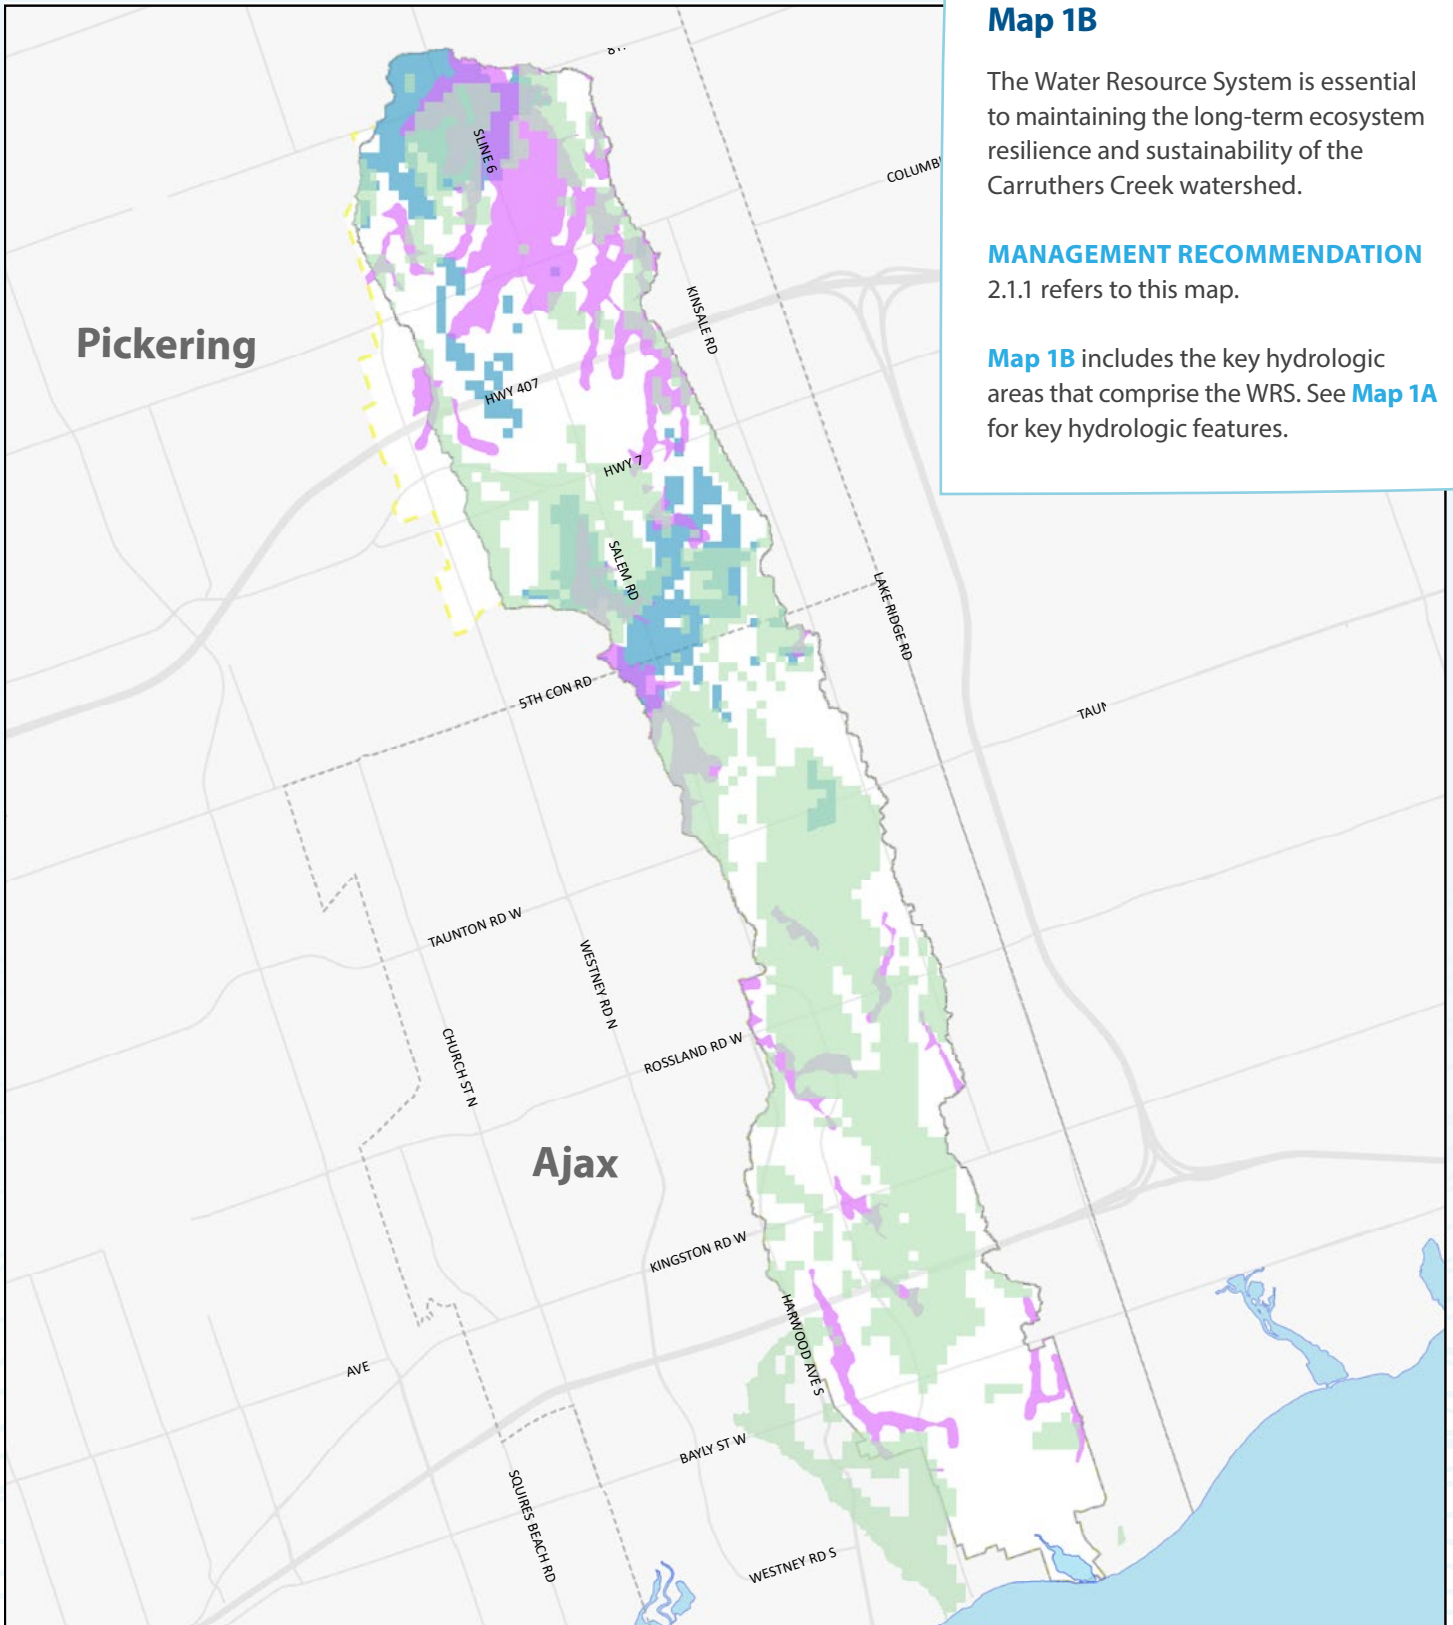 Map 1B
The Water Resource System is essential
to maintaining the long-term ecosystem
resilience and sustainability of the
Carruthers Creek watershed.
MANAGEMENT RECOMMENDATION
2.1.1 refers to this map.
Map 1B includes the key hydrologic
areas that comprise the WRS. See Map 1A
for key hydrologic features.
SLINE 6
COLUMB
Pickering
KINSALE RD
HWY 407
HWY 7
SALEM RD
LAKE RIDGE RD
5TH CON RD
TAUN
TAUNTON RD W
WESTNEY RD N
CHURCH ST N
ROSSLAND RD W
Ajax
KINGSTON RD W
HARWOOD AVE S
AVE
BAYLY ST W
SQUIRES BEACH RD
WESTNEY RD S